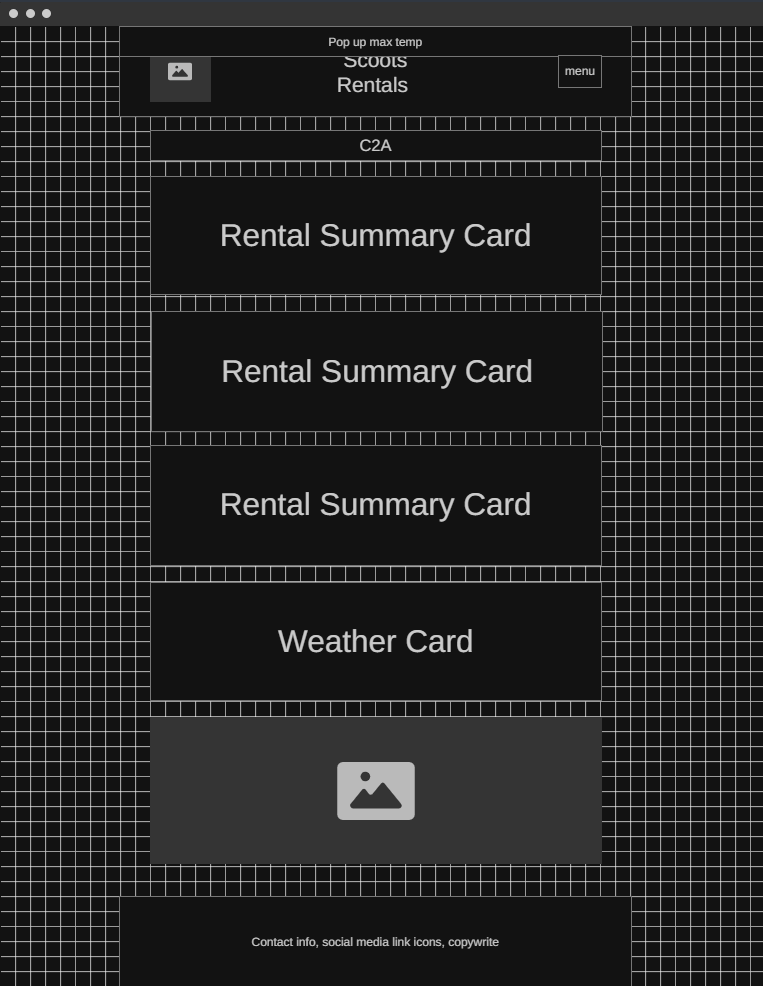 Pop up max temp
Scoots
Rentals
menu
C2A
Rental Summary Card
Rental Summary Card
Rental Summary Card
Weather Card
Contact info, social media link icons, copywrite